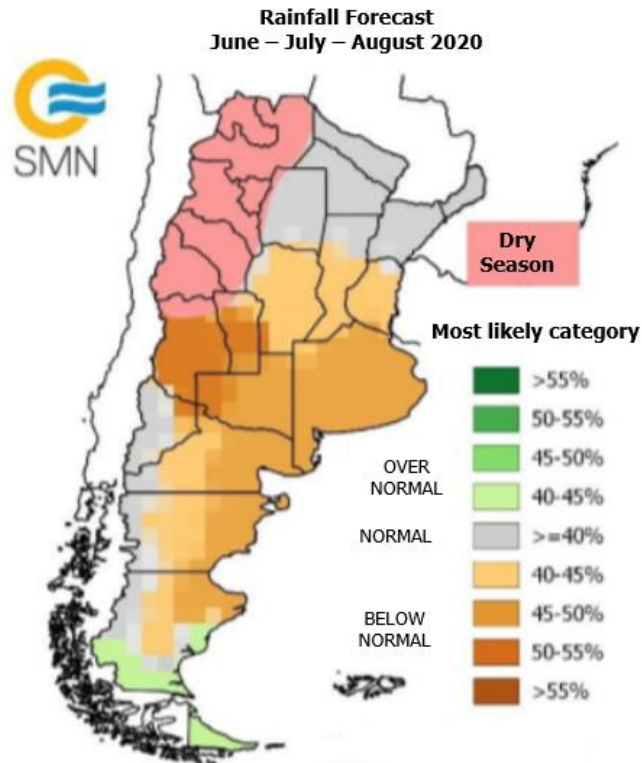 Rainfall Forecast
June – July – August 2020
SMN
Dry
Season
Most likely category
>55%
50-55%
45-50%
OVER
NORMAL
40-45%
NORMAL
>=40%
40-45%
45-50%
BELOW
NORMAL
50-55%
>55%